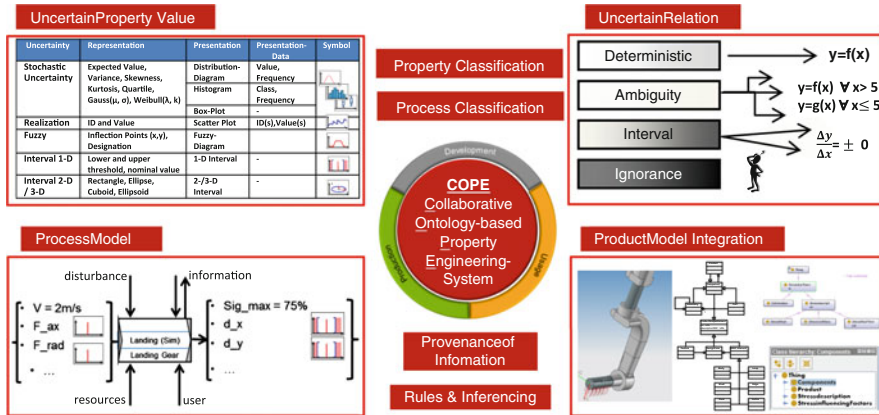 UncertainProperty Value
Uncertainty Representation Presentation Presentation-Data Symbol
Stochastic Uncertainty
Expected Value, Variance, Skewness, Kurtosis, Quartile, Gauss(μ, σ), Weibull(λ, k)
Distribution-Diagram
Value, Frequency
Histogram
Class, Frequency
Box-Plot -
Realization ID and Value Scatter Plot ID(s),Value(s)
Fuzzy Inflection Points (x,y), Designation Fuzzy-Diagram -
Interval 1-D Lower and upper threshold, nominal value 1-D Interval -
Interval 2-D / 3-D Rectangle, Ellipse, Cuboid, Ellipsoid 2-/3-D Interval -
Property Classification
Process Classification
UncertainRelation
Deterministic
y=f(x)
Ambiguity
y=f(x) ∀ x> 5
y=g(x) ∀ x≤ 5
Interval
Δy/Δx = ± 0
Ignorance
Development
Production
Usage
COPE
Collaborative
Ontology-based
Property
Engineering-
System
ProcessModel
disturbance
information
• V = 2m/s
• F_ax
• F_rad
• ...
Landing (Sim)
Landing Gear
• Sig_max = 75%
• d_x
• d_y
• ...
resources
user
Provenanceof
Infomation
Rules & Inferencing
ProductModel Integration
Class hierarchy Components
Thing
Components
Product
Stressdescription
StressinfluencingFactors